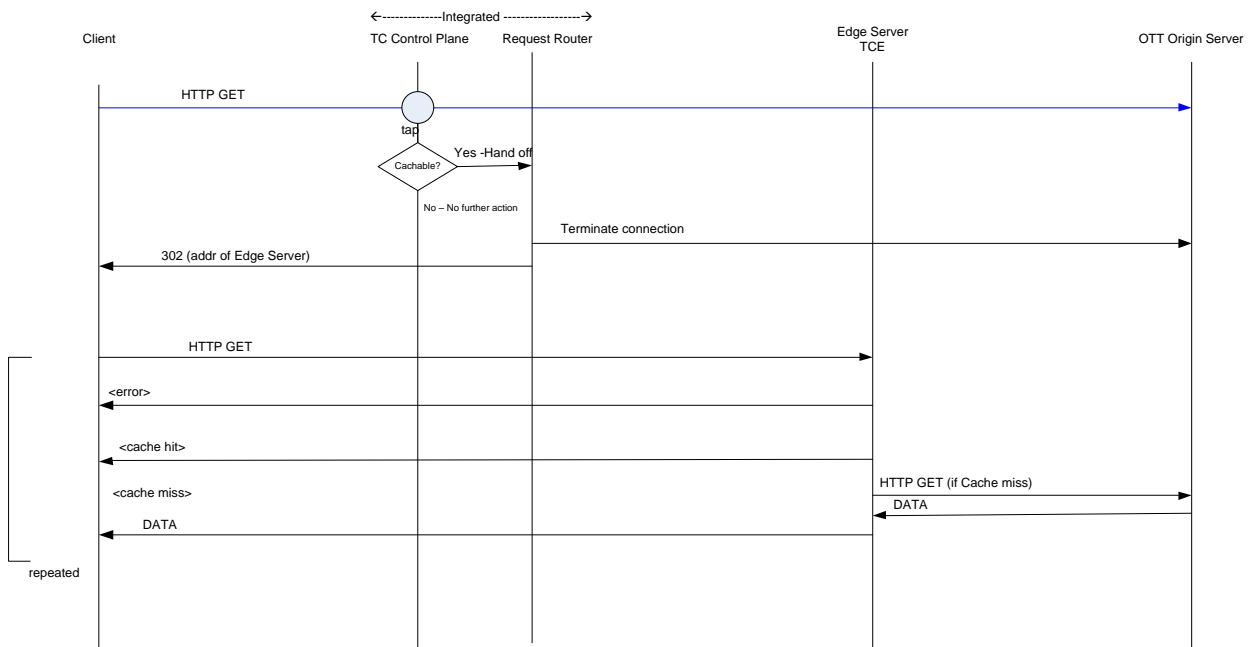 ←--------------Integrated ------------------→
Client
TC Control Plane
Request Router
Edge Server
TCE
OTT Origin Server
HTTP GET
tap
Cachable?
Yes -Hand off
No – No further action
Terminate connection
302 (addr of Edge Server)
HTTP GET
<error>
<cache hit>
HTTP GET (if Cache miss)
<cache miss>
DATA
DATA
repeated